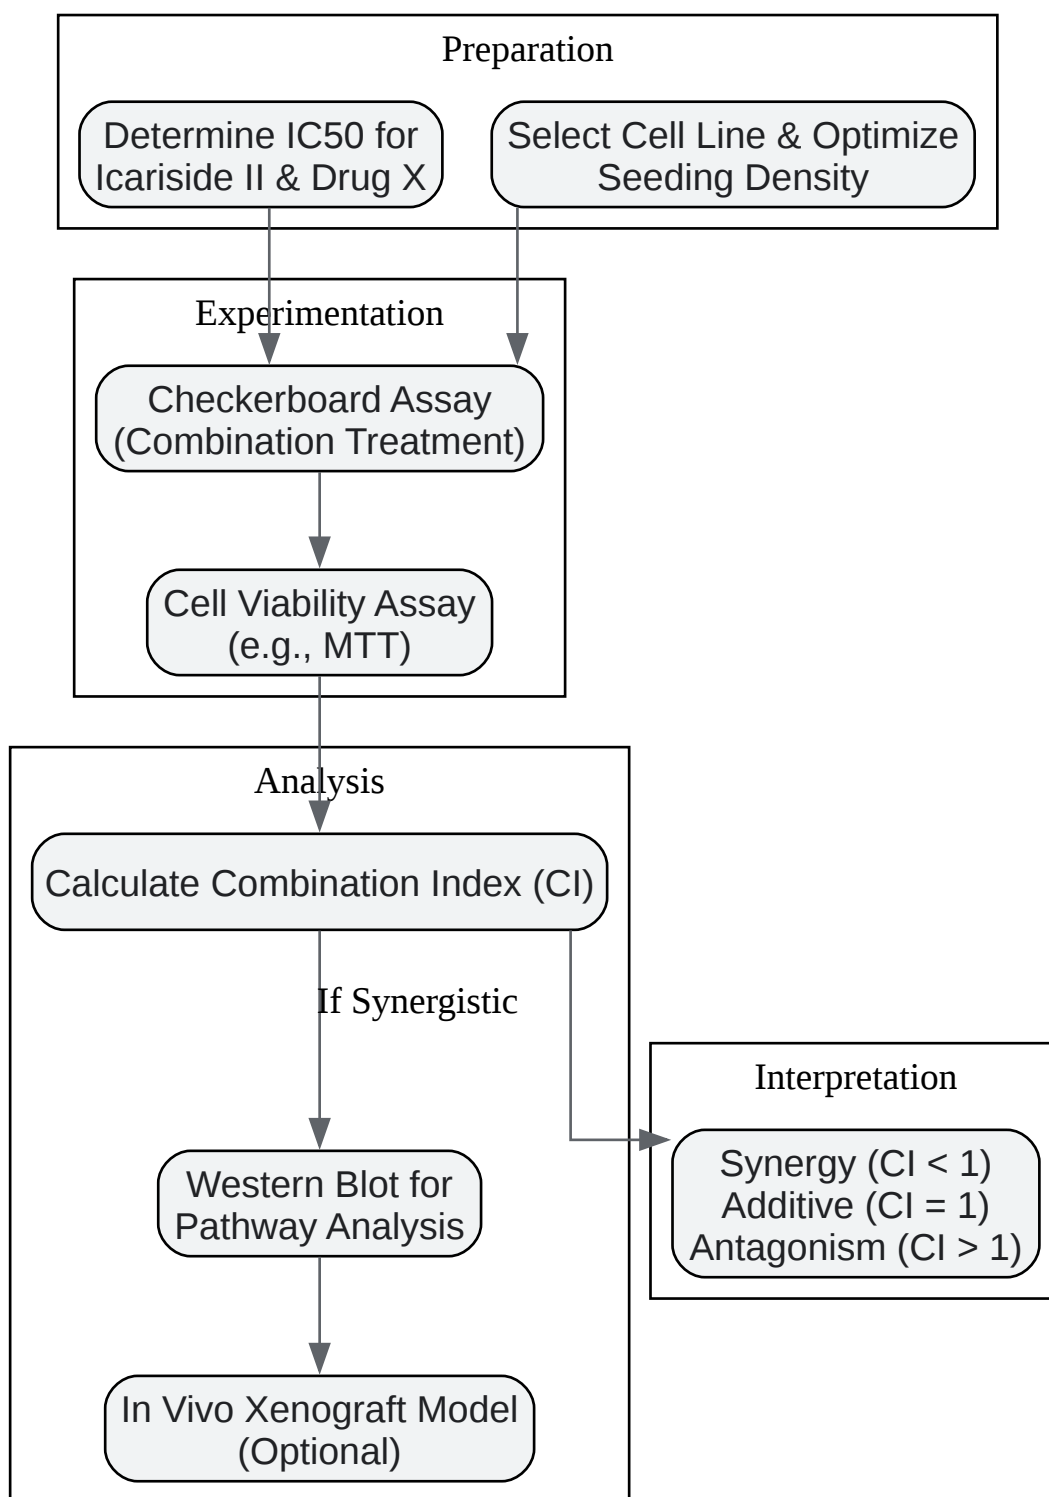 Preparation
Determine IC50 for
Icariside II & Drug X
Select Cell Line & Optimize
Seeding Density
Experimentation
Checkerboard Assay
(Combination Treatment)
Cell Viability Assay
(e.g., MTT)
Analysis
Calculate Combination Index (CI)
If Synergistic
Interpretation
Synergy (CI < 1)
Additive (CI = 1)
Antagonism (CI > 1)
Western Blot for
Pathway Analysis
In Vivo Xenograft Model
(Optional)